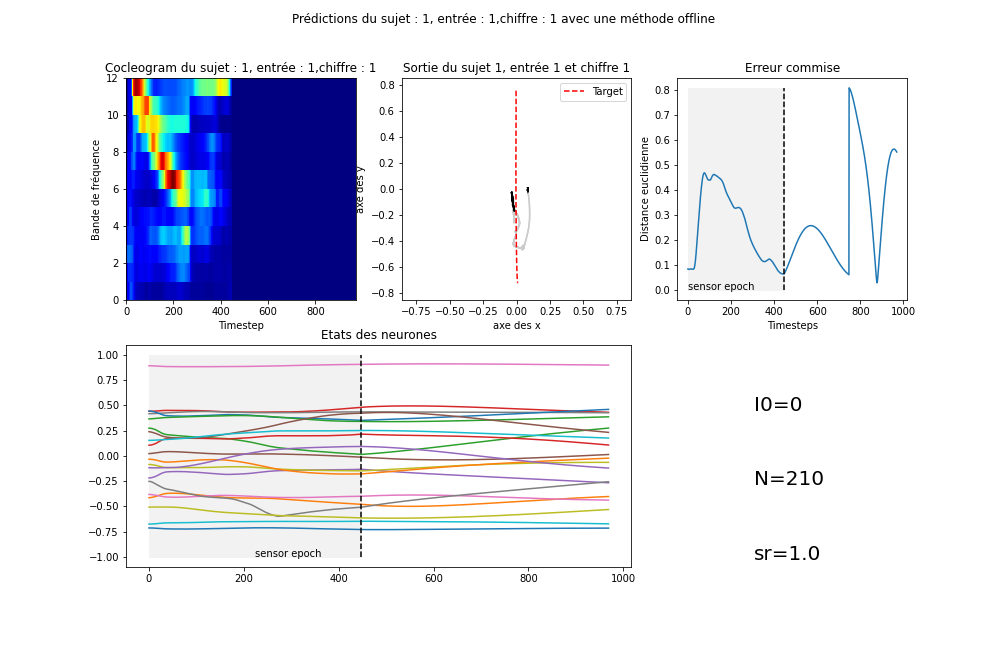 Prédictions du sujet : 1, entrée : 1,chiffre : 1 avec une méthode offline
Cocleogram du sujet : 1, entrée : 1,chiffre : 1
12
10
8
6
4
2
0
Bande de fréquence
0 200 400 600 800
Timestep
Sortie du sujet 1, entrée 1 et chiffre 1
Target
0.8
0.6
0.4
0.2
0.0
−0.2
−0.4
−0.6
−0.8
axe des y
−0.75 −0.50 −0.25 0.00 0.25 0.50 0.75
axe des x
Erreur commise
0.8
0.7
0.6
0.5
0.4
0.3
0.2
0.1
0.0
Distance euclidienne
sensor epoch
0 200 400 600 800 1000
Timesteps
Etats des neurones
1.00
0.75
0.50
0.25
0.00
−0.25
−0.50
−0.75
−1.00
sensor epoch
0 200 400 600 800 1000
I0=0
N=210
sr=1.0